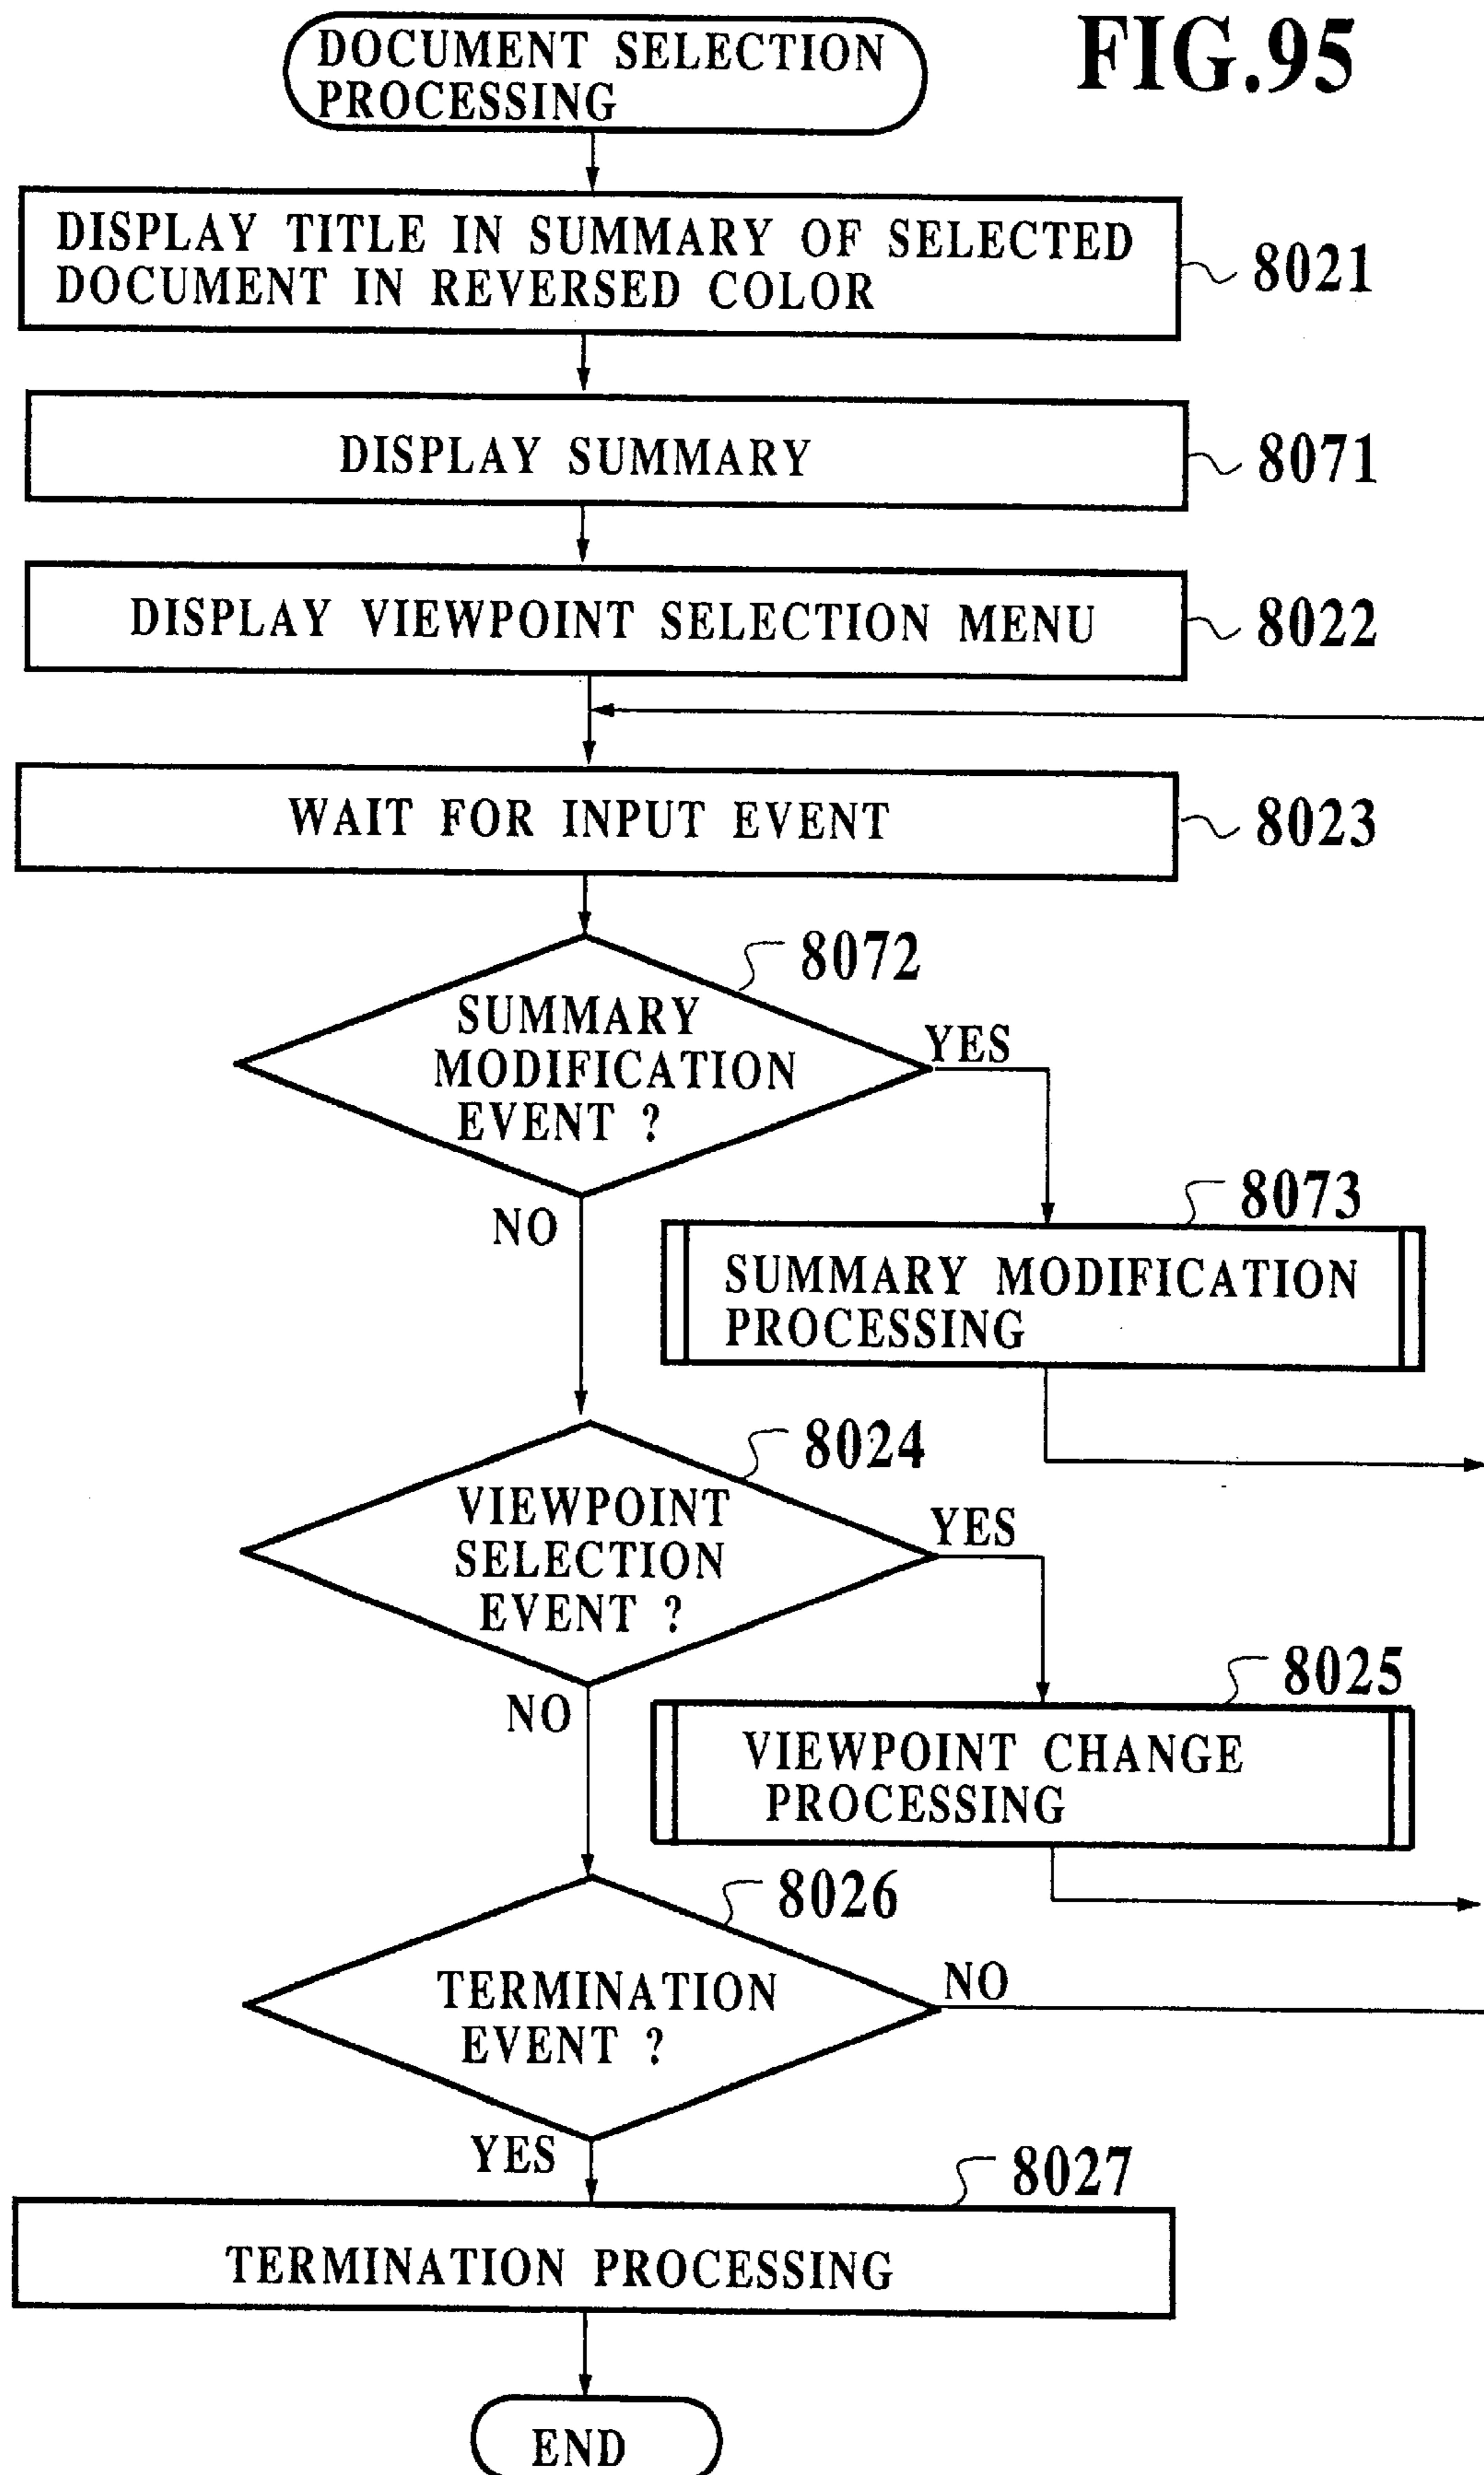 FIG.95
DOCUMENT SELECTION
PROCESSING
DISPLAY TITLE IN SUMMARY OF SELECTED
DOCUMENT IN REVERSED COLOR
8021
DISPLAY SUMMARY
8071
DISPLAY VIEWPOINT SELECTION MENU
8022
WAIT FOR INPUT EVENT
8023
8072
SUMMARY
MODIFICATION
EVENT ?
YES
NO
8073
SUMMARY MODIFICATION
PROCESSING
8024
VIEWPOINT
SELECTION
EVENT ?
YES
NO
8025
VIEWPOINT CHANGE
PROCESSING
8026
TERMINATION
EVENT ?
NO
YES
8027
TERMINATION PROCESSING
END